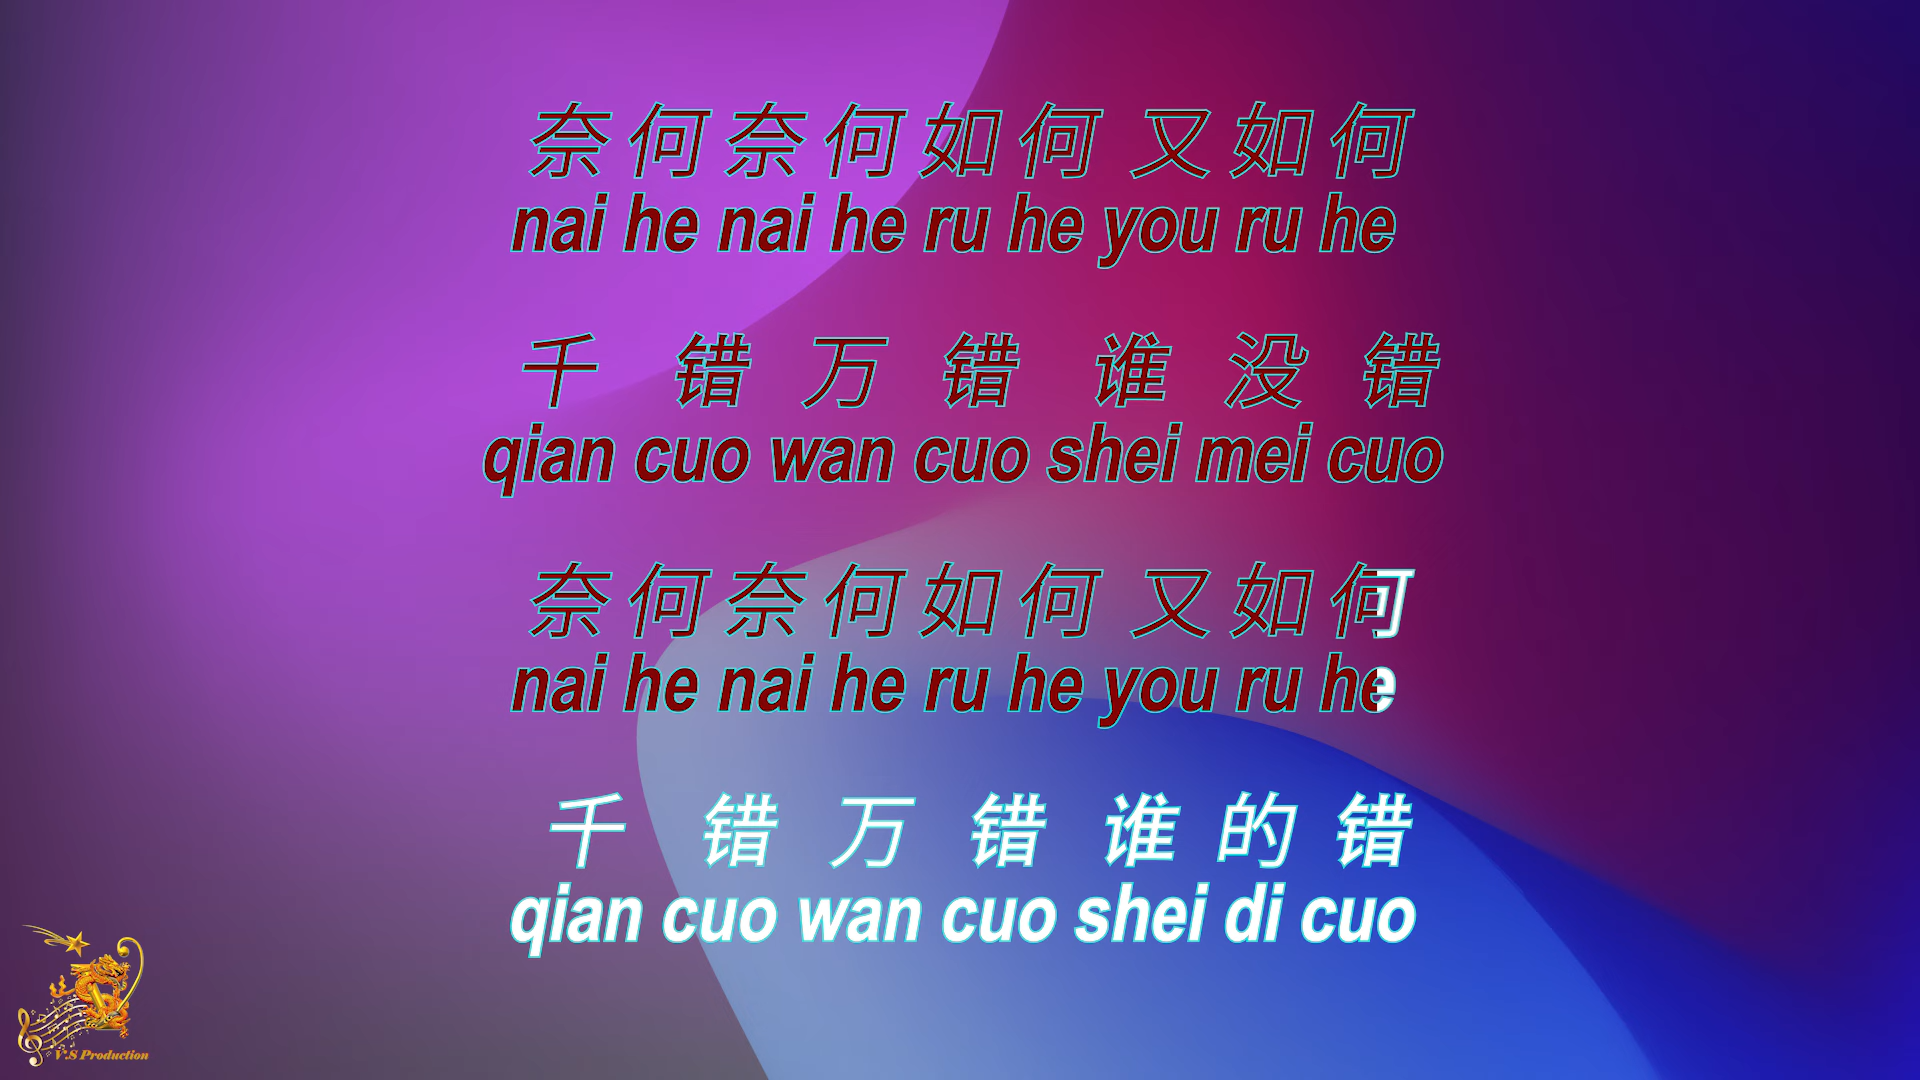 奈何奈何如何 又如何
nai he nai he ru he you ru he
千 错 万 错 谁 没 错
qian cuo wan cuo shei mei cuo
奈何奈何如何 又如何
nai he nai he ru he you ru he
千 错 万 错 谁 的 错
qian cuo wan cuo shei di cuo
V.S Production